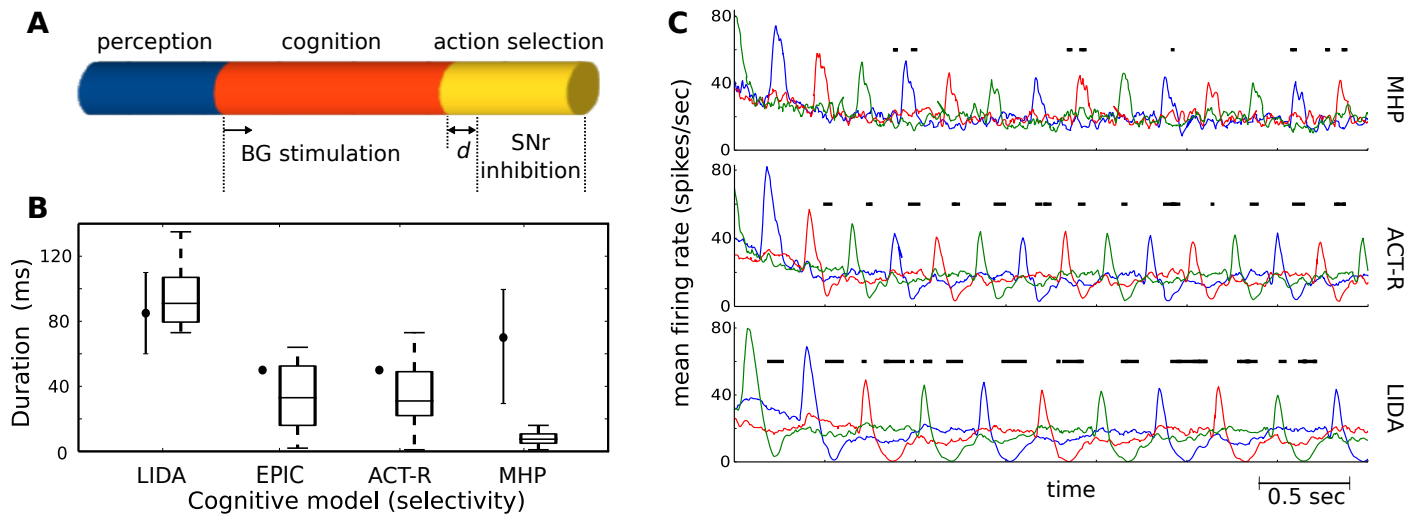 A
perception cognition action selection
BG stimulation
d
SNr
inhibition
B
Duration (ms)
120
80
40
0
LIDA EPIC ACT-R MHP
Cognitive model (selectivity)
C
mean firing rate (spikes/sec)
80
40
0
MHP
80
40
0
ACT-R
80
40
0
LIDA
time
0.5 sec